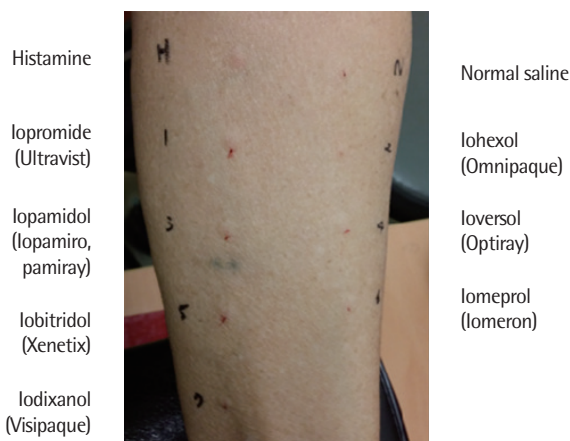 Histamine
Iopromide
(Ultravist)
Iopamidol
(Iopamiro,
pamiray)
Iobitridol
(Xenetix)
Iodixanol
(Visipaque)
H
N
1
2
3
4
5
Normal saline
Iohexol
(Omnipaque)
Ioversol
(Optiray)
Iomeprol
(Iomeron)